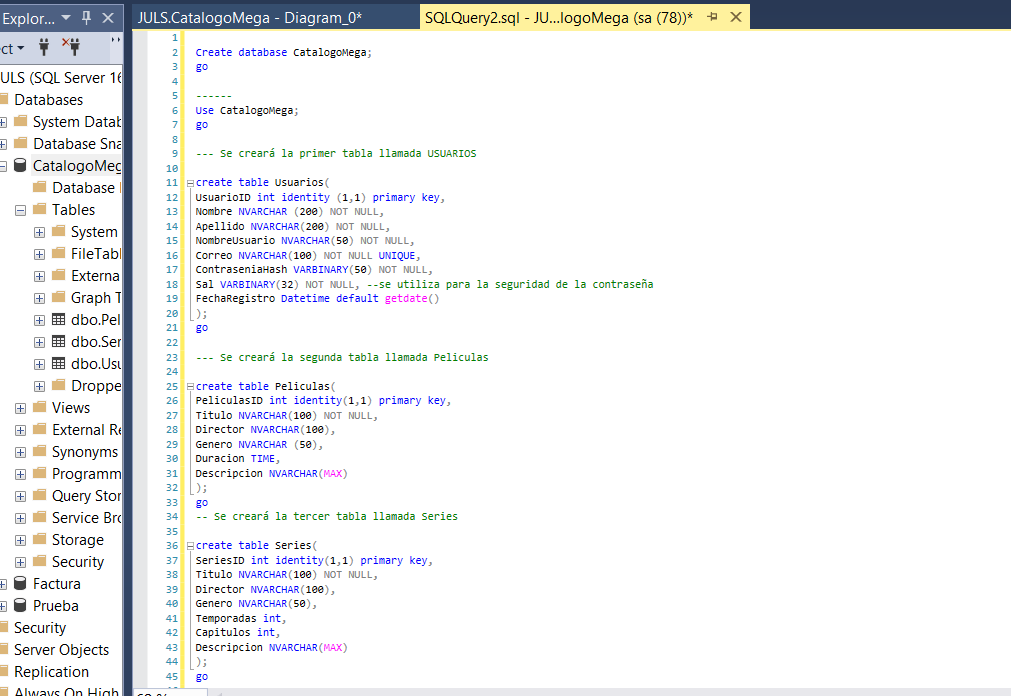 Explor...
JULS.CatalogoMega - Diagram_0*
SQLQuery2.sql - JU...logoMega (sa (78))*
ect
ULS (SQL Server 16
Databases
System Datab
Database Sna
CatalogoMeg
Database
Tables
System
FileTabl
Externa
Graph T
dbo.Pel
dbo.Ser
dbo.Usu
Droppe
Views
External Re
Synonyms
Programm
Query Stor
Service Bro
Storage
Security
Factura
Prueba
Security
Server Objects
Replication
Always On High
1
2 Create database CatalogoMega;
3 go
4
5 ------
6 Use CatalogoMega;
7 go
8
9 --- Se creará la primer tabla llamada USUARIOS
10
11 create table Usuarios(
12 UsuarioID int identity (1,1) primary key,
13 Nombre NVARCHAR (200) NOT NULL,
14 Apellido NVARCHAR(200) NOT NULL,
15 NombreUsuario NVARCHAR(50) NOT NULL,
16 Correo NVARCHAR(100) NOT NULL UNIQUE,
17 ContraseniaHash VARBINARY(50) NOT NULL,
18 Sal VARBINARY(32) NOT NULL, --se utiliza para la seguridad de la contraseña
19 FechaRegistro Datetime default getdate()
20 );
21 go
22
23 --- Se creará la segunda tabla llamada Peliculas
24
25 create table Peliculas(
26 PeliculasID int identity(1,1) primary key,
27 Titulo NVARCHAR(100) NOT NULL,
28 Director NVARCHAR(100),
29 Genero NVARCHAR (50),
30 Duracion TIME,
31 Descripcion NVARCHAR(MAX)
32 );
33 go
34 -- Se creará la tercer tabla llamada Series
35
36 create table Series(
37 SeriesID int identity(1,1) primary key,
38 Titulo NVARCHAR(100) NOT NULL,
39 Director NVARCHAR(100),
40 Genero NVARCHAR(50),
41 Temporadas int,
42 Capitulos int,
43 Descripcion NVARCHAR(MAX)
44 );
45 go